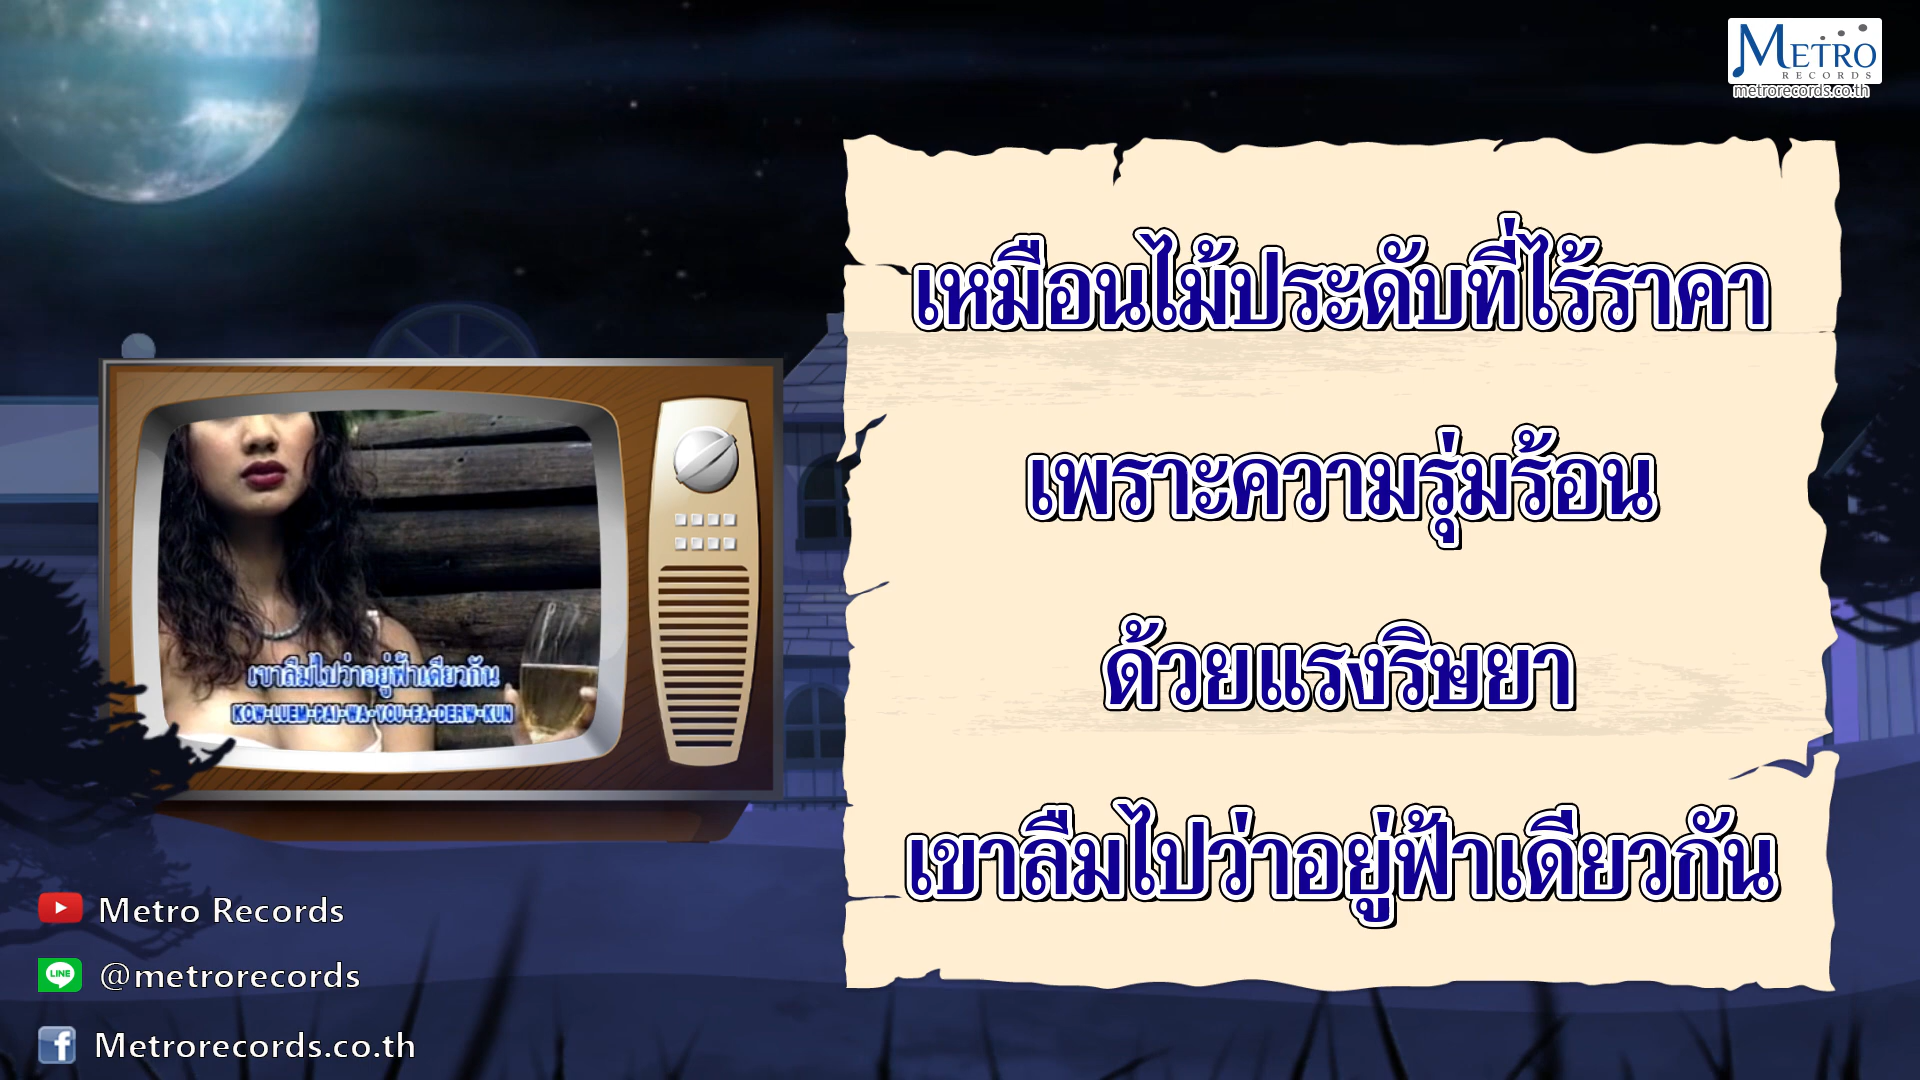 METRO
RECORDS
metrorecords.co.th
เหมือนไม้ประดับที่ไร้ราคา
เพราะความรุ่มร้อน
ด้วยแรงริษยา
เขาลืมไปว่าอยู่ฟ้าเดียวกัน
เขาลืมไปว่าอยู่ฟ้าเดียวกัน
KOW-LUEM-PAI-WA-YOU-FA-DERW-KUN
Metro Records
LINE
@metrorecords
Metrorecords.co.th